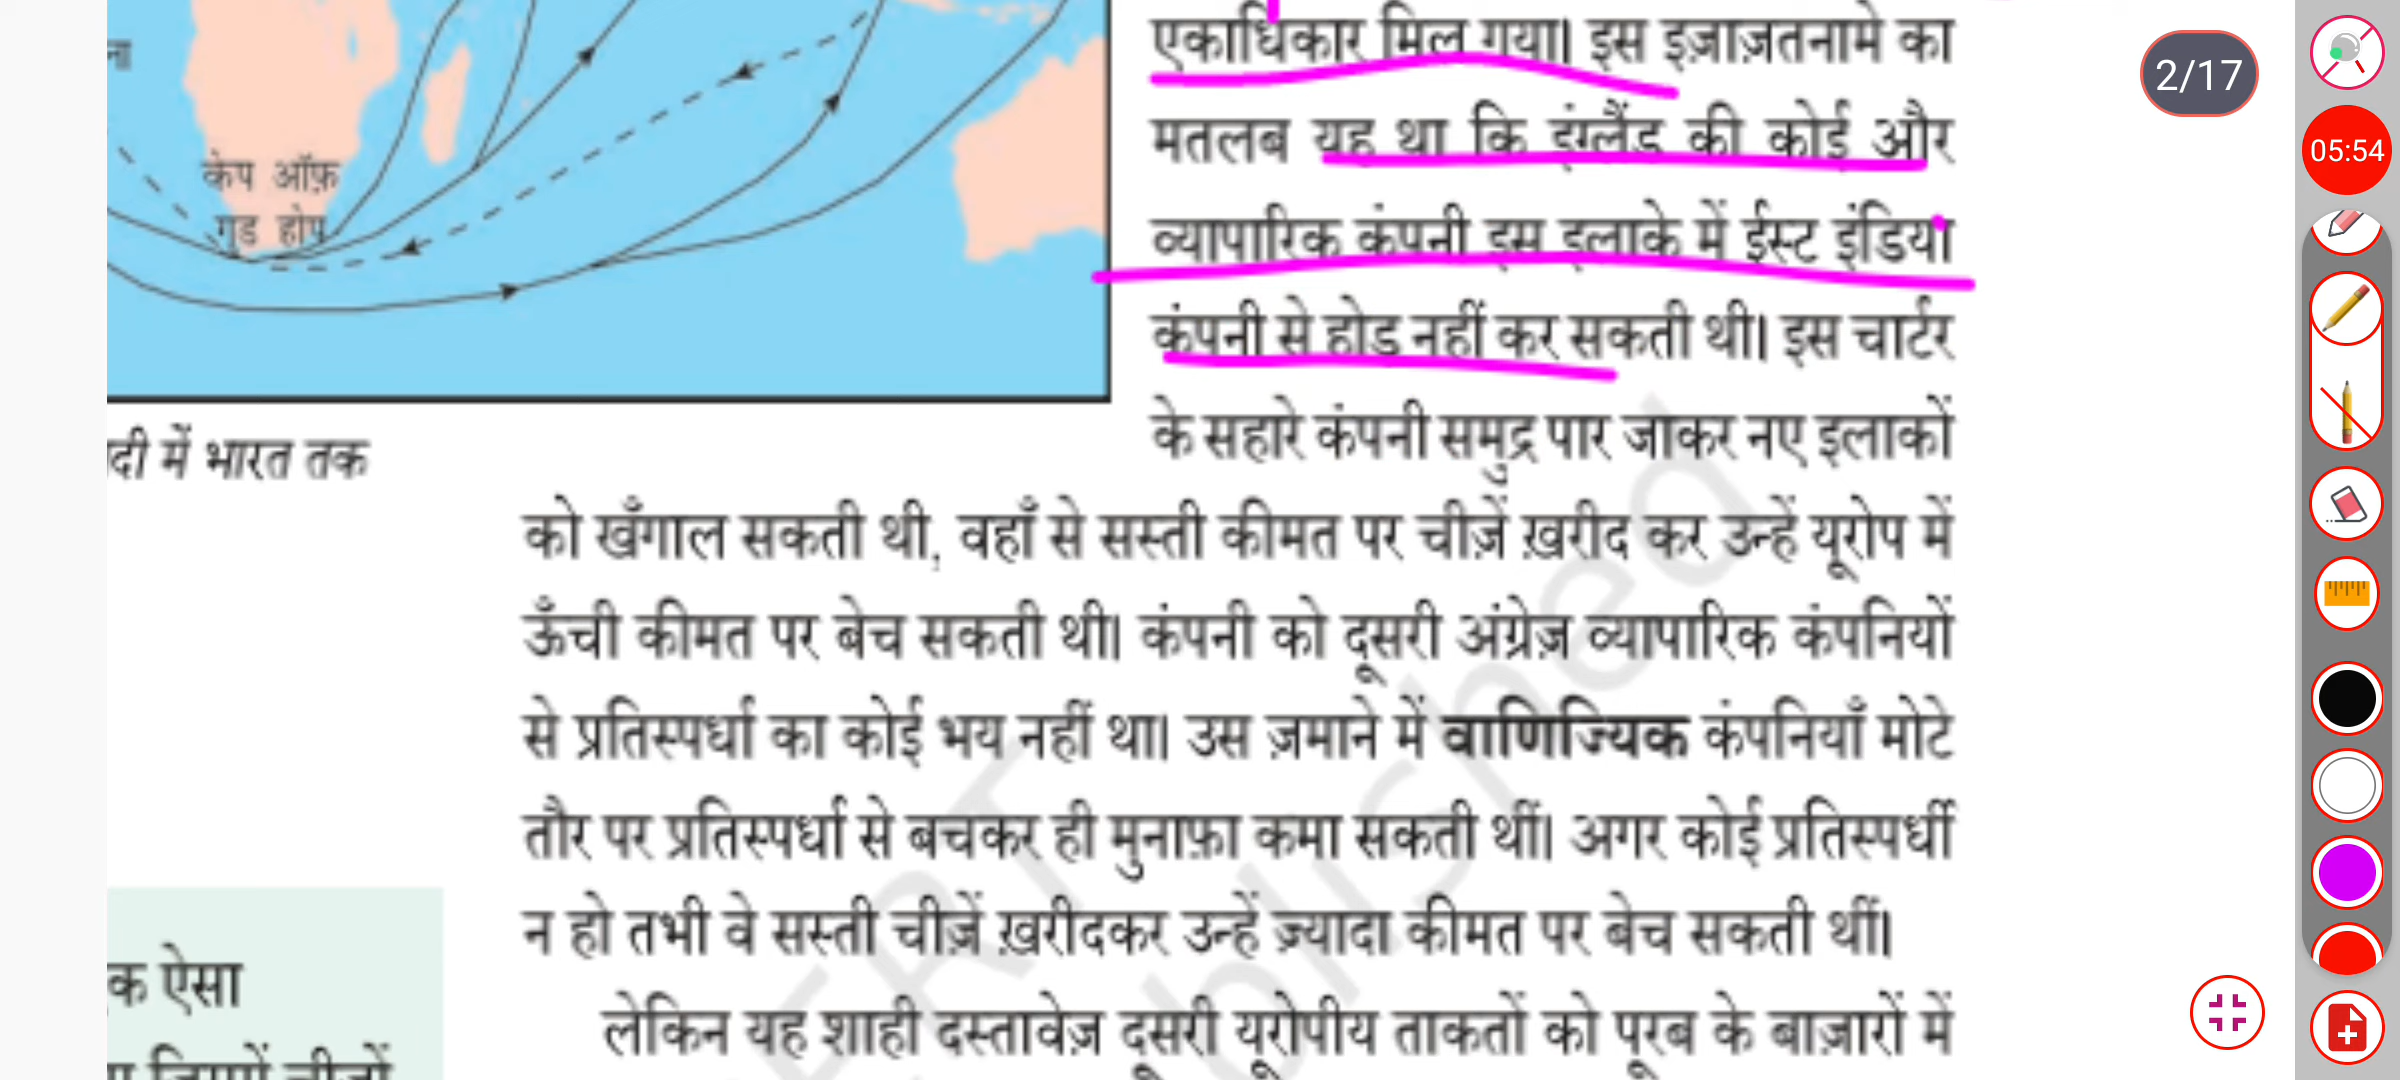 ना
केप ऑफ़
गुड होप
दी में भारत तक
एकाधिकार मिल गया। इस इज़ाज़तनामे का
मतलब यह था कि इंग्लैंड की कोई और
व्यापारिक कंपनी इस इलाके में ईस्ट इंडिया
कंपनी से होड़ नहीं कर सकती थी। इस चार्टर
के सहारे कंपनी समुद्र पार जाकर नए इलाकों
को खँगाल सकती थी, वहाँ से सस्ती कीमत पर चीज़ें ख़रीद कर उन्हें यूरोप में
ऊँची कीमत पर बेच सकती थी। कंपनी को दूसरी अंग्रेज़ व्यापारिक कंपनियों
से प्रतिस्पर्धा का कोई भय नहीं था। उस ज़माने में वाणिज्यिक कंपनियाँ मोटे
तौर पर प्रतिस्पर्धा से बचकर ही मुनाफ़ा कमा सकती थीं। अगर कोई प्रतिस्पर्धी
न हो तभी वे सस्ती चीज़ें ख़रीदकर उन्हें ज़्यादा कीमत पर बेच सकती थीं।
लेकिन यह शाही दस्तावेज़ दूसरी यूरोपीय ताकतों को पूरब के बाज़ारों में
क ऐसा
2/17
05:54